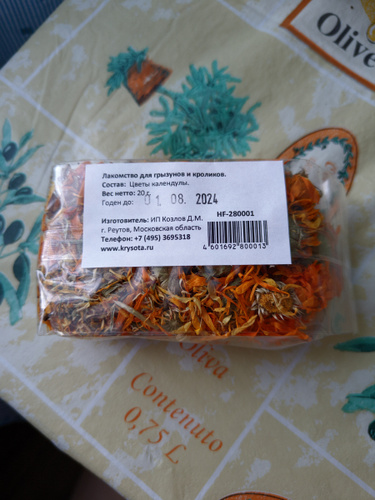 Olive
Лакомство для грызунов и кроликов.
Состав: Цветы календулы.
Вес нетто: 20 г.
Годен до: 01 08. 2024
Изготовитель: ИП Козлов Д.М.
г. Реутов, Московская область
Телефон: +7 (495) 3695318
www.krysota.ru
HF-280001
4 601692 800013
Oliva
Contenuto
0,75 L